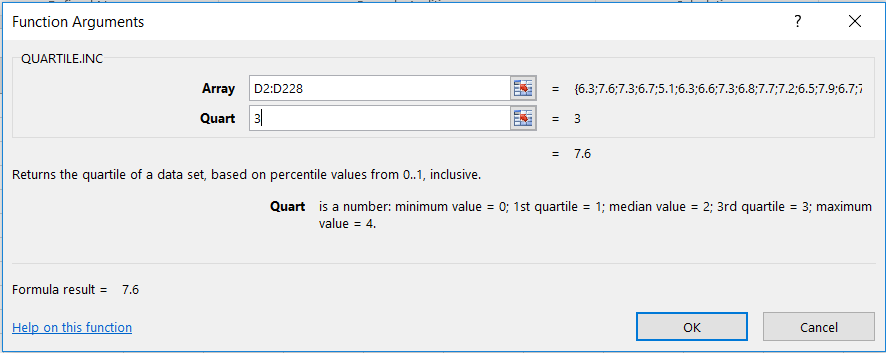 Function Arguments
?
QUARTILE.INC
Array D2:D228 = {6.3;7.6;7.3;6.7;5.1;6.3;6.6;7.3;6.8;7.7;7.2;6.5;7.9;6.7;7
Quart 3 = 3
= 7.6
Returns the quartile of a data set, based on percentile values from 0..1, inclusive.
Quart is a number: minimum value = 0; 1st quartile = 1; median value = 2; 3rd quartile = 3; maximum
value = 4.
Formula result = 7.6
Help on this function OK Cancel